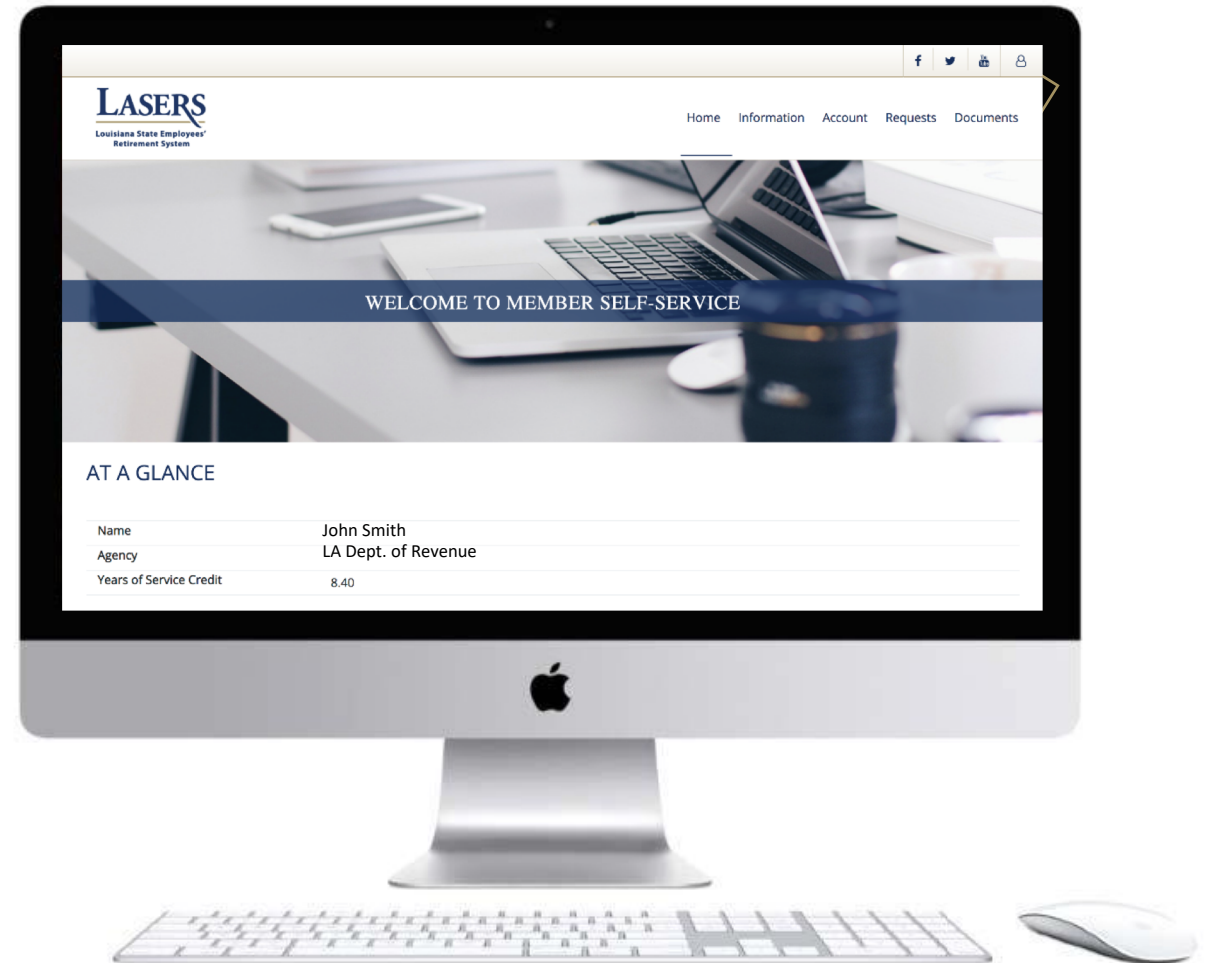 LASERS
Louisiana State Employees'
Retirement System
Home Information Account Requests Documents
WELCOME TO MEMBER SELF-SERVICE
AT A GLANCE
Name John Smith
Agency LA Dept. of Revenue
Years of Service Credit 8.40